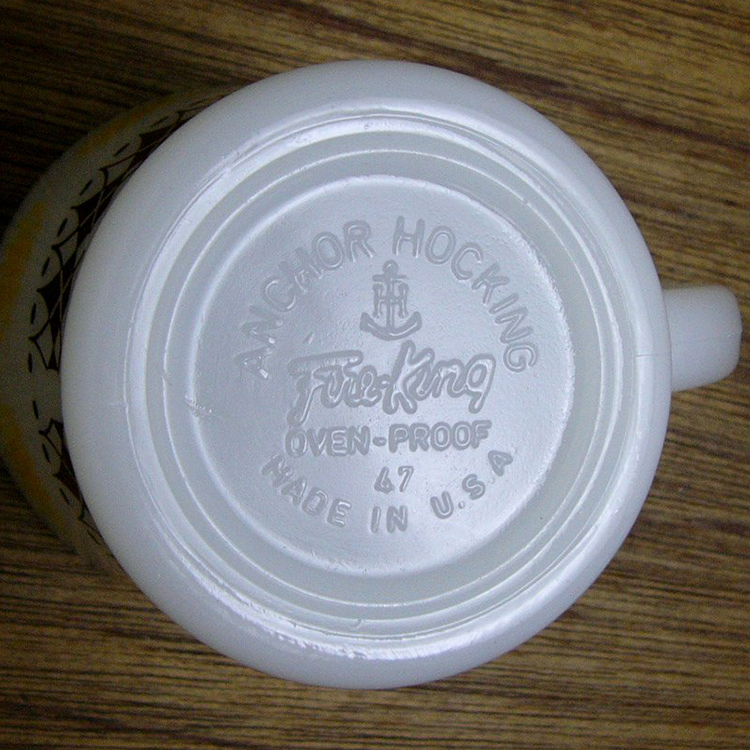 ANCHOR HOCKING
H
Fire-King
OVEN-PROOF
47
MADE IN U.S.A